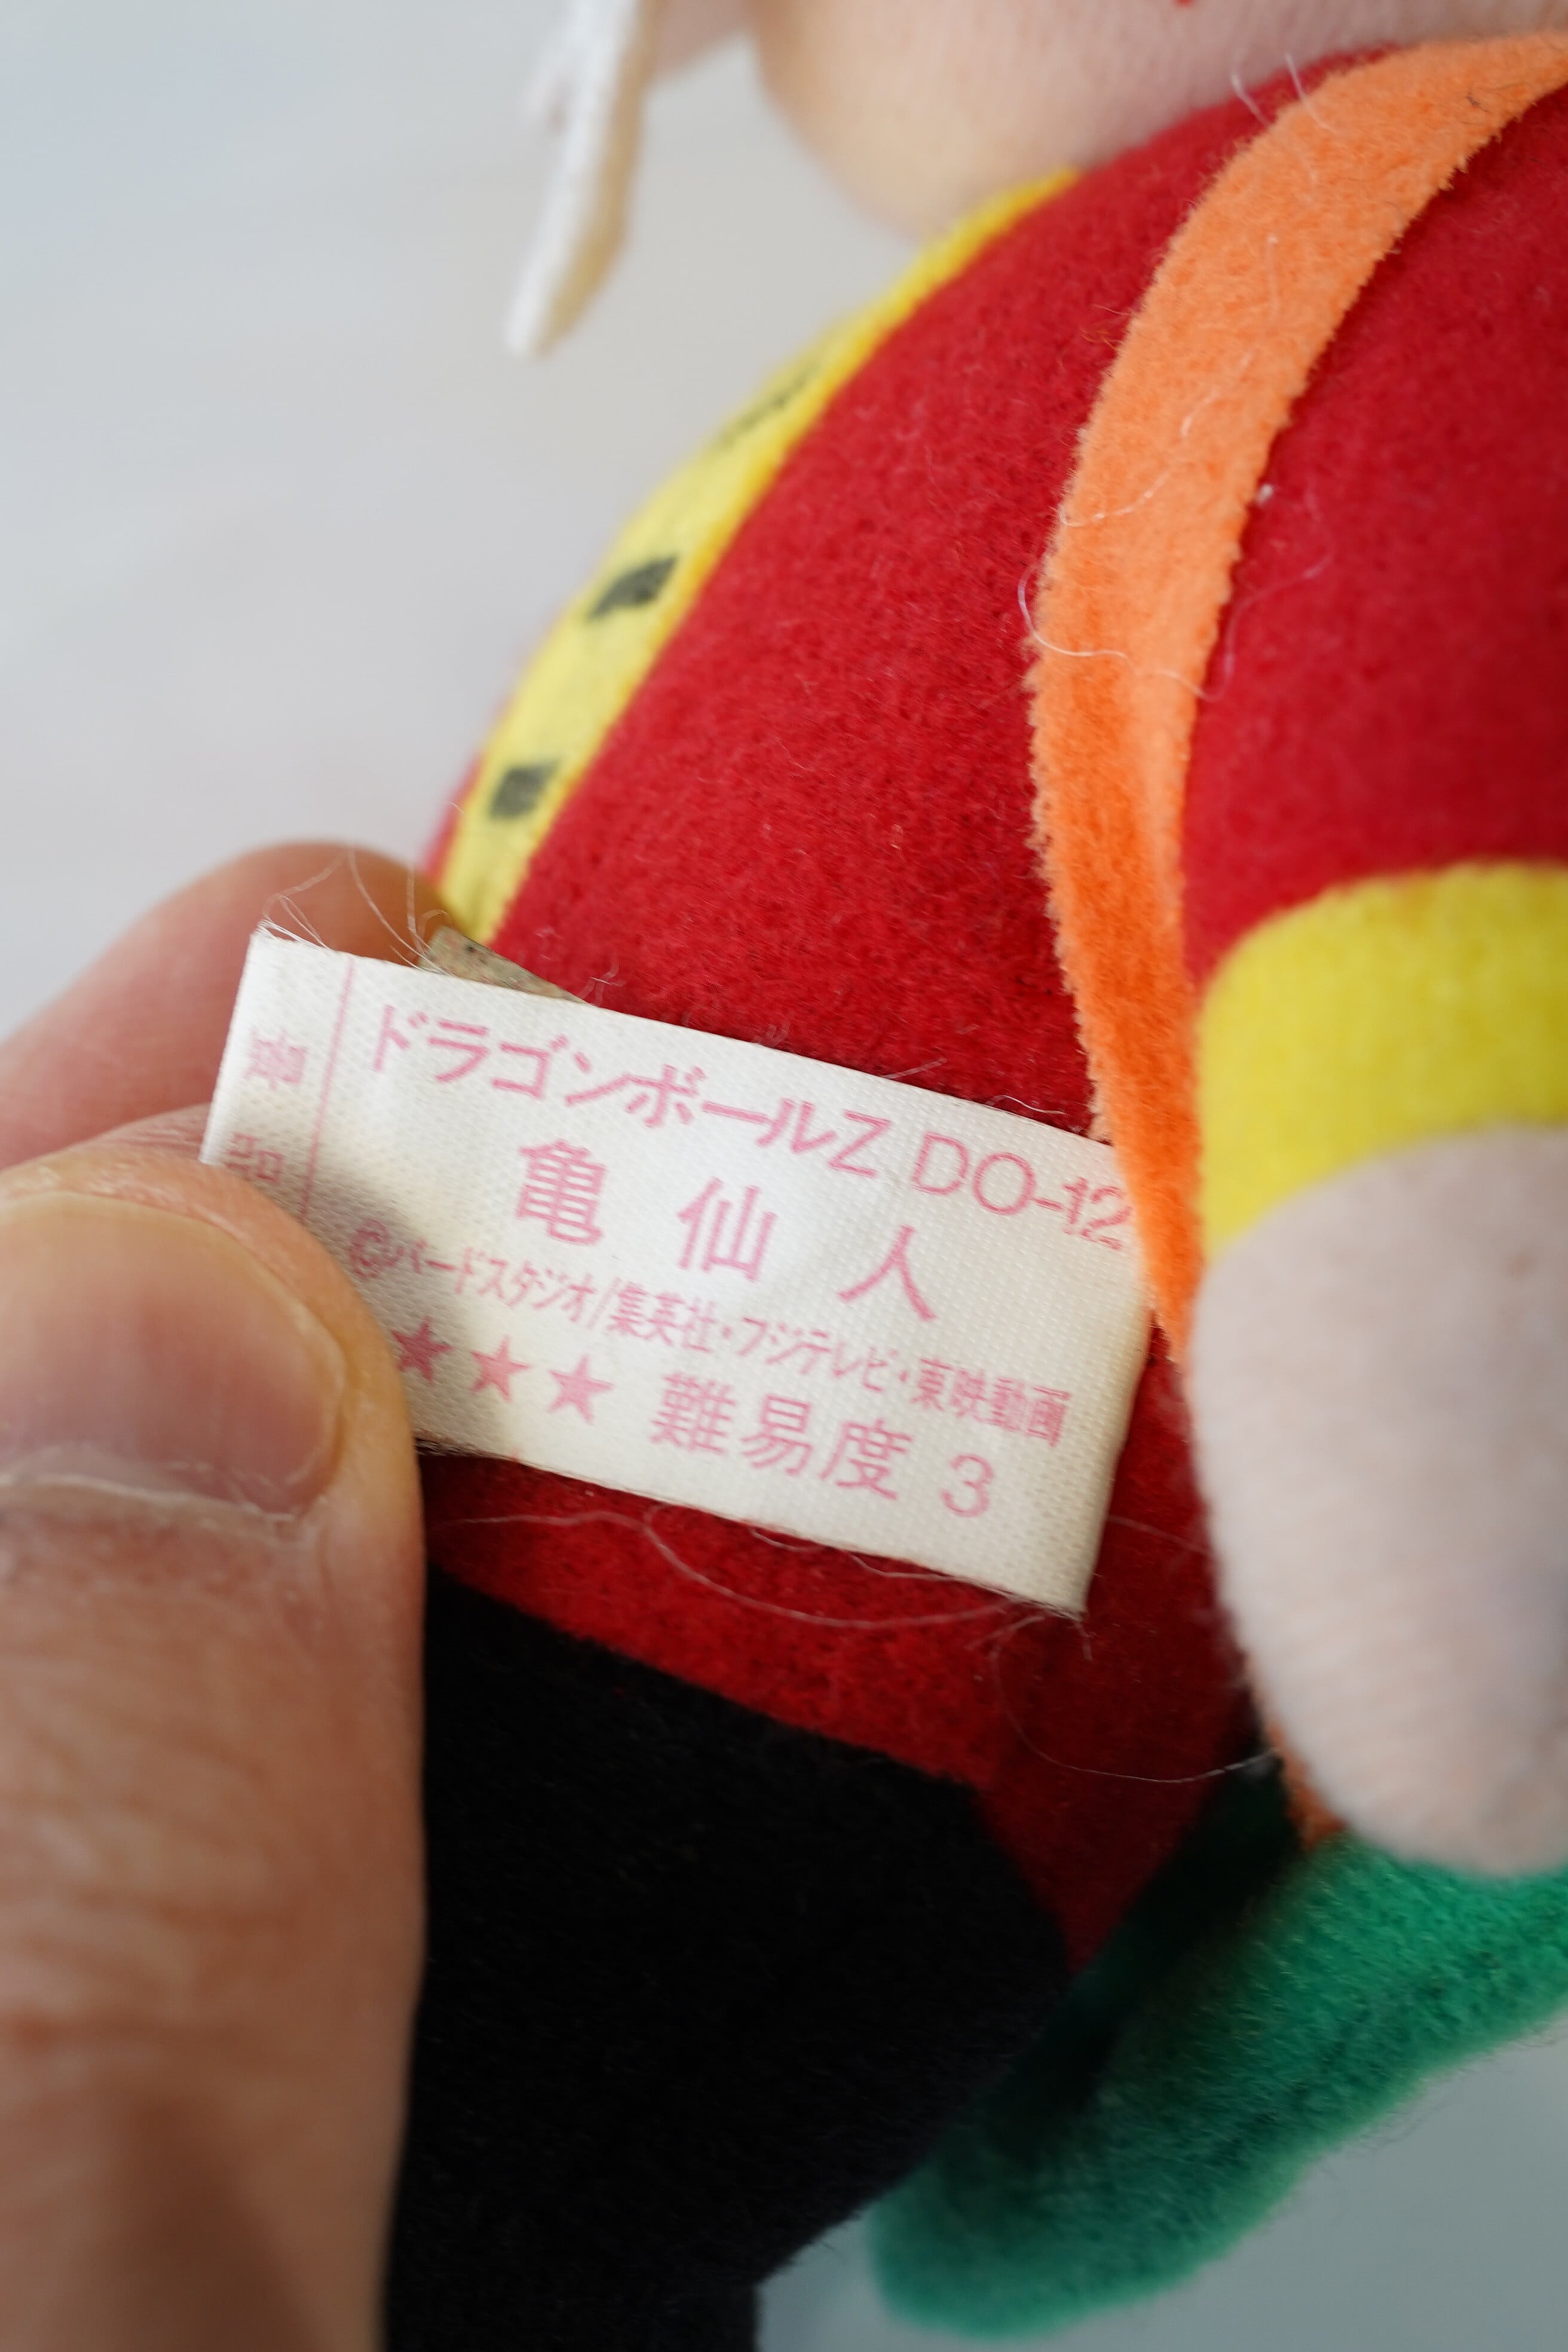 ドラゴンボールZ DO-12
亀仙人
©バードスタジオ/集英社・フジテレビ・東映動画
★★★ 難易度 3